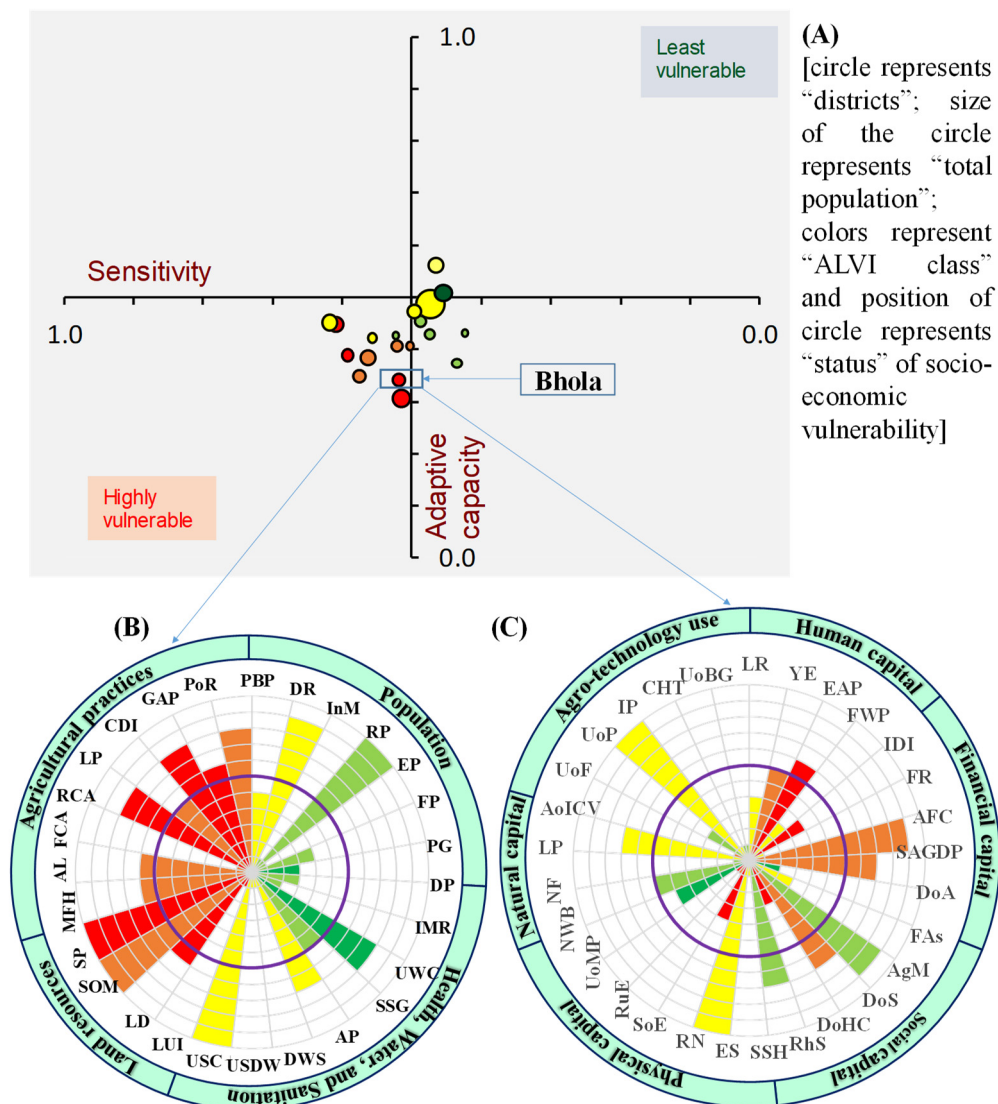 1.0
Least
vulnerable
Sensitivity
1.0
0.0
Bhola
Adaptive
capacity
Highly
vulnerable
0.0
(A)
[circle represents
“districts”; size
of the circle
represents “total
population”;
colors represent
“ALVI class”
and position of
circle represents
“status” of socio-
economic
vulnerability]
(B)
Agricultural practices
Population
Health, Water, and Sanitation
Land resources
PBP
DR
InM
RP
EP
FP
PG
DP
IMR
UWC
SSG
AP
DWS
USDW
USC
LUI
LD
SOM
SP
MFH
AL
FCA
RCA
LP
CDI
GAP
PoR
(C)
Agro-technology use
Human capital
Financial capital
Social capital
Physical capital
Natural capital
LR
YE
EAP
FWP
IDI
FR
AFC
SAGDP
DoA
FAs
AgM
DoS
DoHC
RhS
SSH
ES
RN
SoE
RuE
UoMP
NWB
NF
LP
AoICV
UoF
UoP
IP
CHT
UoBG